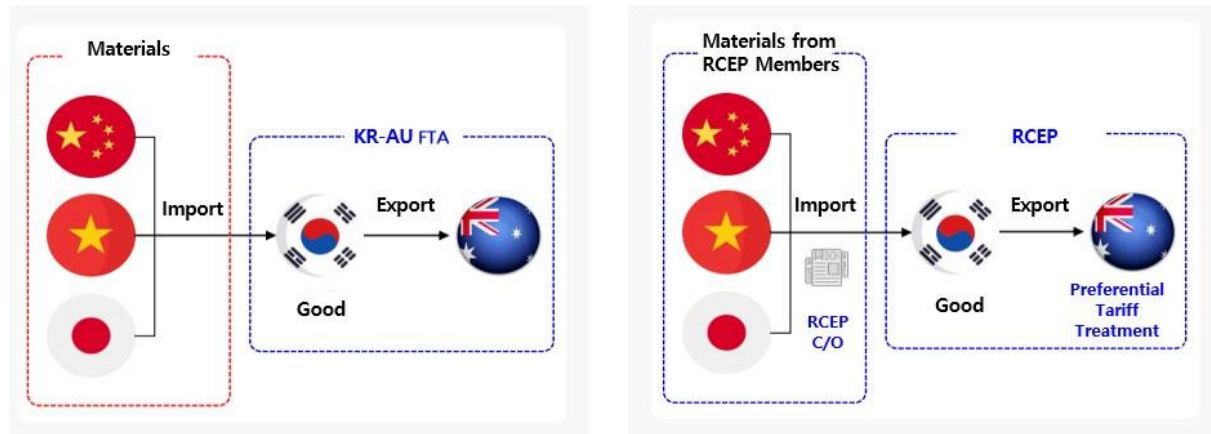 Materials
KR-AU FTA
Import
Export
Good
Materials from
RCEP Members
RCEP
Import
Export
RCEP
C/O
Good
Preferential
Tariff
Treatment